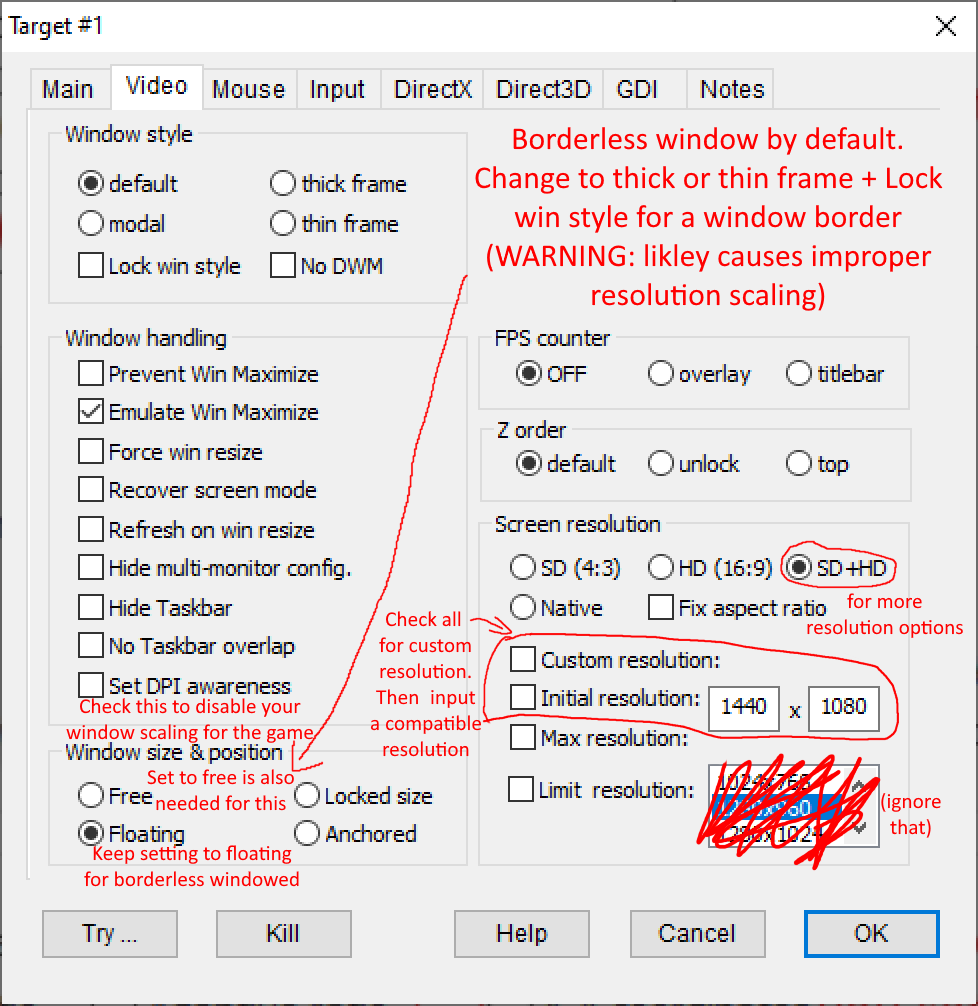 Target #1
Main Video Mouse Input DirectX Direct3D GDI Notes
Window style
default thick frame
modal thin frame
Lock win style No DWM
Borderless window by default.
Change to thick or thin frame + Lock
win style for a window border
(WARNING: likley causes improper
resolution scaling)
Window handling
Prevent Win Maximize
Emulate Win Maximize
Force win resize
Recover screen mode
Refresh on win resize
Hide multi-monitor config.
Hide Taskbar
No Taskbar overlap
Set DPI awareness
Check this to disable your
window scaling for the game
FPS counter
OFF overlay titlebar
Z order
default unlock top
Screen resolution
SD (4:3) HD (16:9) SD+HD
Native Fix aspect ratio
for more
resolution options
Check all
for custom
resolution.
Then input
a compatible
resolution
Custom resolution:
Initial resolution: 1440 x 1080
Max resolution:
Limit resolution:
1024x768
1280x1024
(ignore
that)
Window size & position
Free Locked size
Set to free is also
needed for this
Floating Anchored
Keep setting to floating
for borderless windowed
Try ... Kill Help Cancel OK